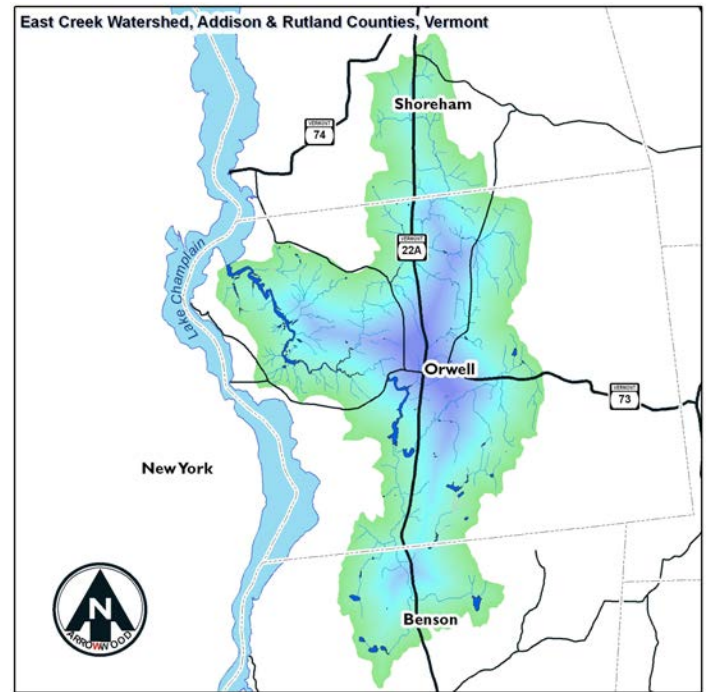 East Creek Watershed, Addison & Rutland Counties, Vermont
Shoreham
VERMONT
74
Lake Champlain
VERMONT
22A
Orwell
VERMONT
73
New York
N
ARROWWOOD
Benson